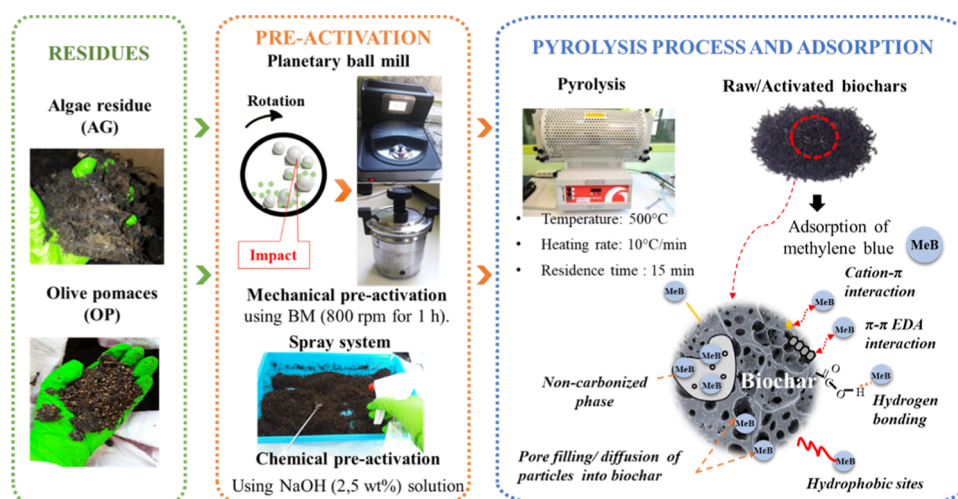 RESIDUES
Algae residue
(AG)
Olive pomaces
(OP)
PRE-ACTIVATION
Planetary ball mill
Rotation
Impact
Mechanical pre-activation
using BM (800 rpm for 1 h).
Spray system
Chemical pre-activation
Using NaOH (2,5 wt%) solution
PYROLYSIS PROCESS AND ADSORPTION
Pyrolysis
• Temperature: 500°C
• Heating rate: 10°C/min
• Residence time : 15 min
Raw/Activated biochars
Adsorption of
methylene blue
MeB
Cation-π
interaction
MeB
MeB
π-π EDA
interaction
MeB
MeB
MeB
MeB
Non-carbonized
phase
Biochar
O
C
O
H
MeB
Hydrogen
bonding
MeB
MeB
Pore filling/ diffusion of
particles into biochar
MeB
Hydrophobic sites